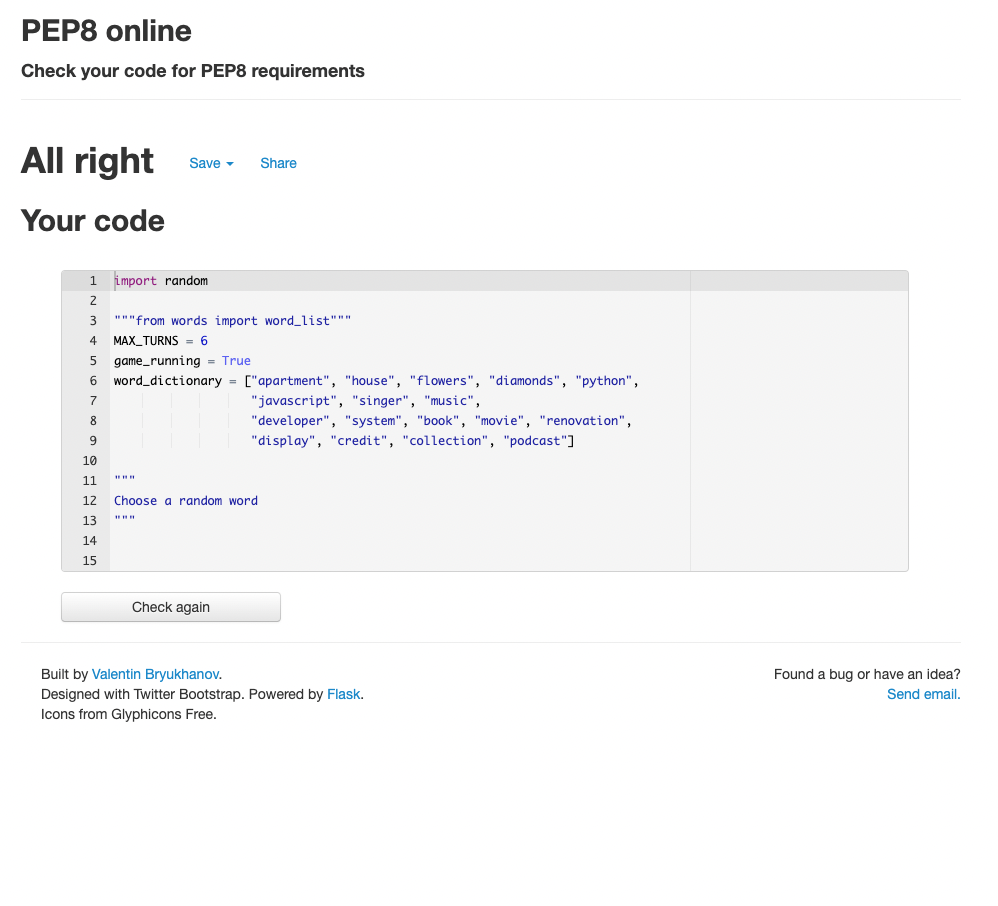 PEP8 online
Check your code for PEP8 requirements
All right Save Share
Your code
1 import random
2
3 """from words import word_list"""
4 MAX_TURNS = 6
5 game_running = True
6 word_dictionary = ["apartment", "house", "flowers", "diamonds", "python",
7 "javascript", "singer", "music",
8 "developer", "system", "book", "movie", "renovation",
9 "display", "credit", "collection", "podcast"]
10
11 """
12 Choose a random word
13 """
14
15
Check again
Built by Valentin Bryukhanov.
Designed with Twitter Bootstrap. Powered by Flask.
Icons from Glyphicons Free.
Found a bug or have an idea?
Send email.